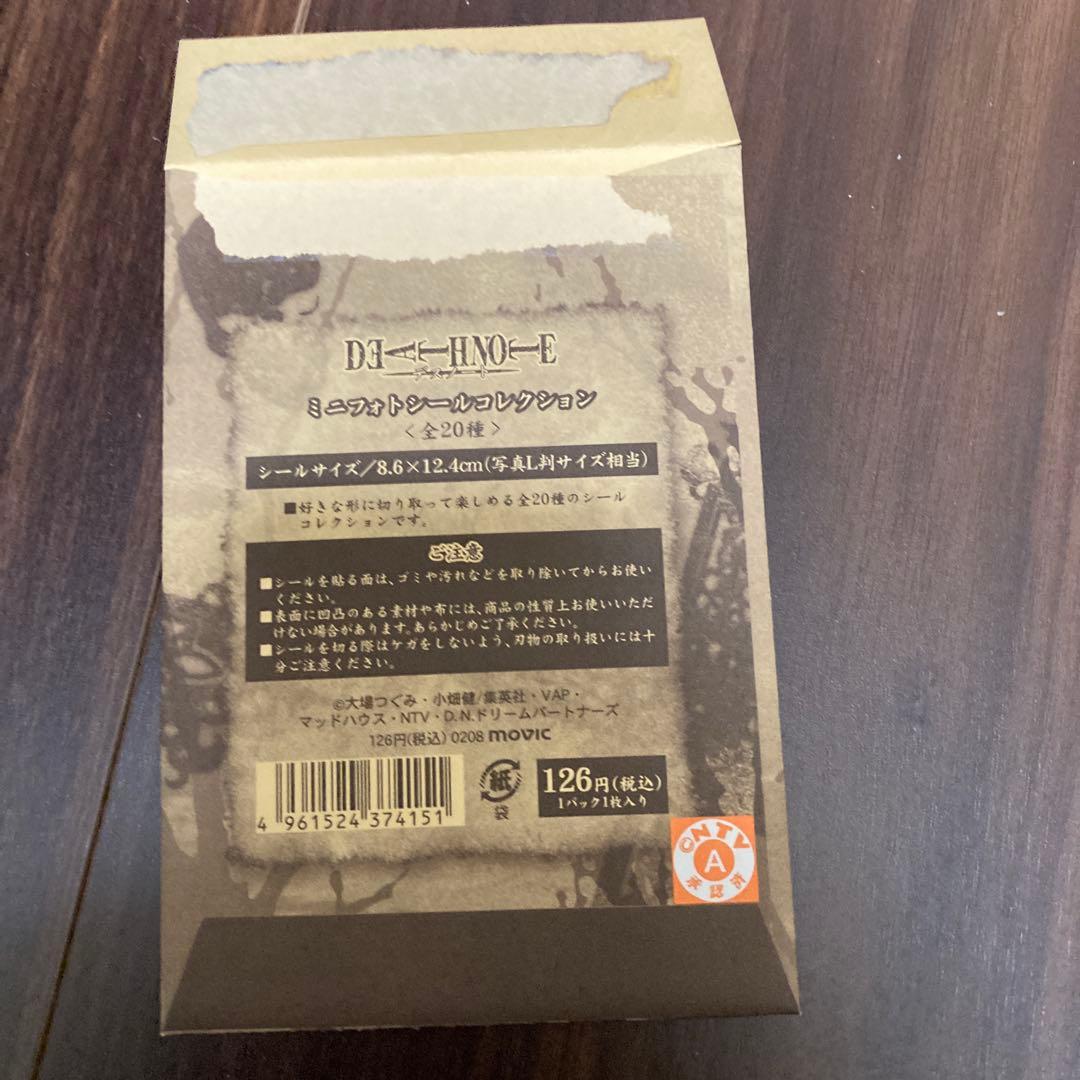 DEATH NOTE
デスノート
ミニフォトシールコレクション
<全20種>
シールサイズ/8.6×12.4cm(写真L判サイズ相当)
■好きな形に切り取って楽しめる全20種のシール
コレクションです。
ご注意
■シールを貼る面は、ゴミや汚れなどを取り除いてからお使い
ください。
■表面に凹凸のある素材や布には、商品の性質上お使いいただ
けない場合があります。あらかじめご了承ください。
■シールを切る際はケガをしないよう、刃物の取り扱いには十
分ご注意ください。
©大場つぐみ・小畑健/集英社・VAP・
マッドハウス・NTV・D.N.ドリームパートナーズ
126円(税込) 0208 movic
4 961524 374151
紙
袋
126円(税込)
1パック1枚入り
©NTV
A
承認済